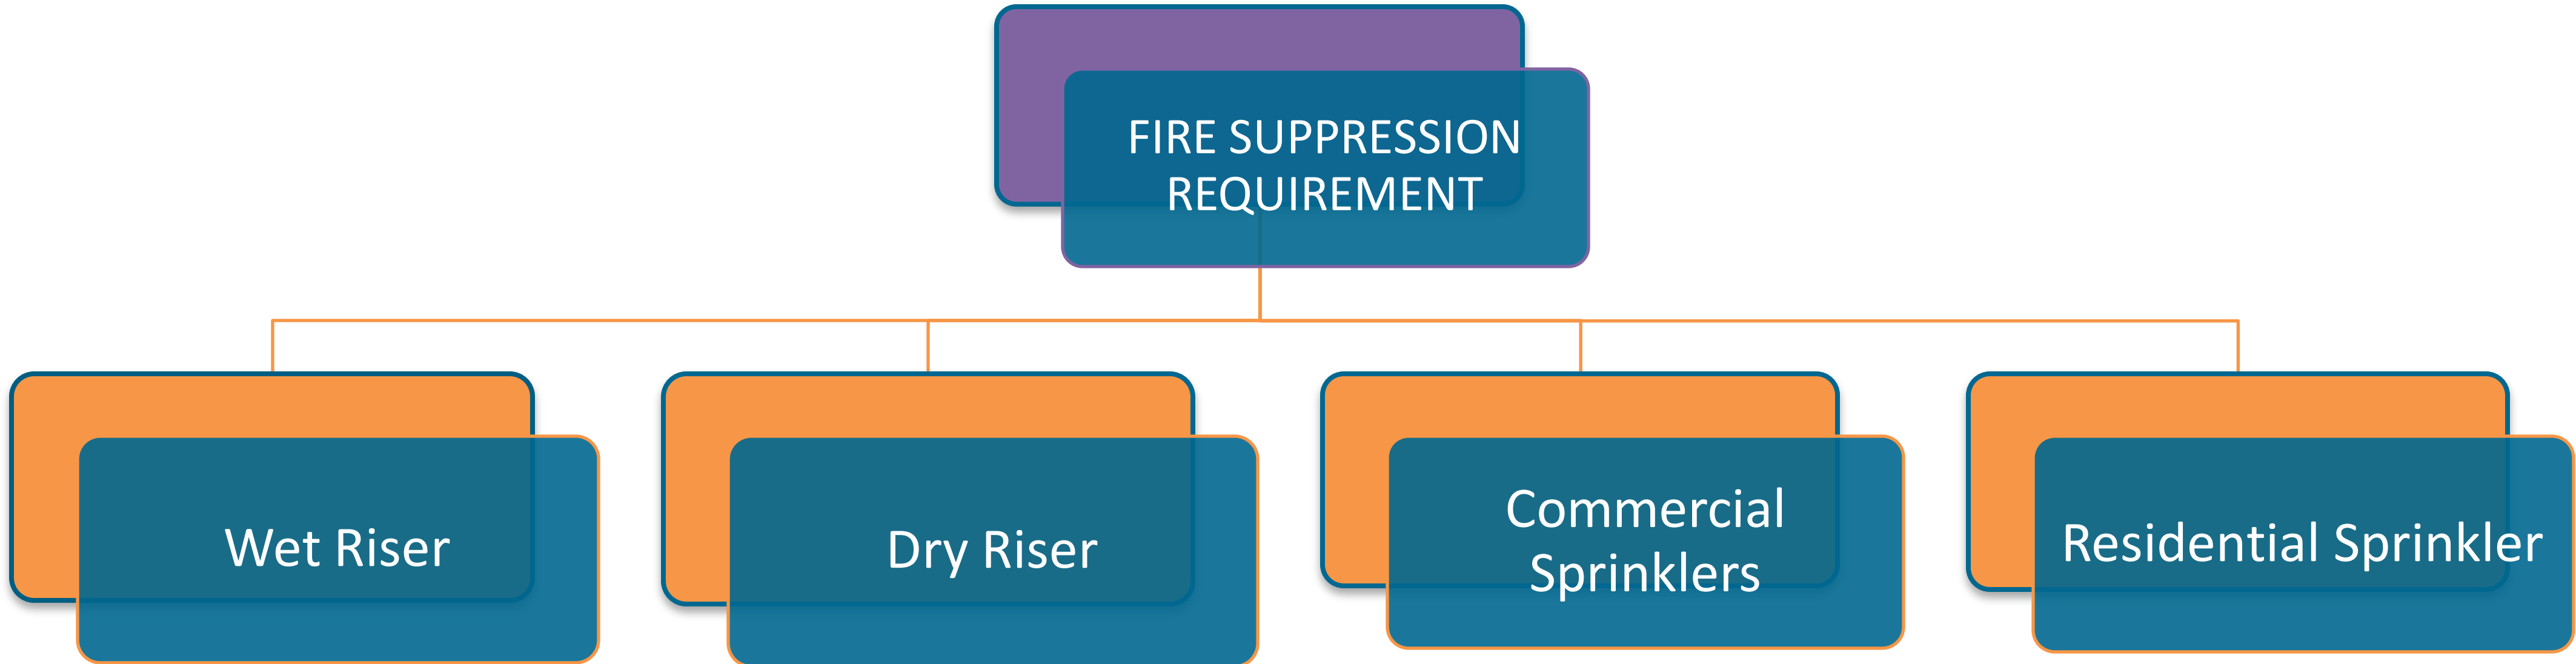 FIRE SUPPRESSION
REQUIREMENT
Wet Riser
Dry Riser
Commercial
Sprinklers
Residential Sprinkler